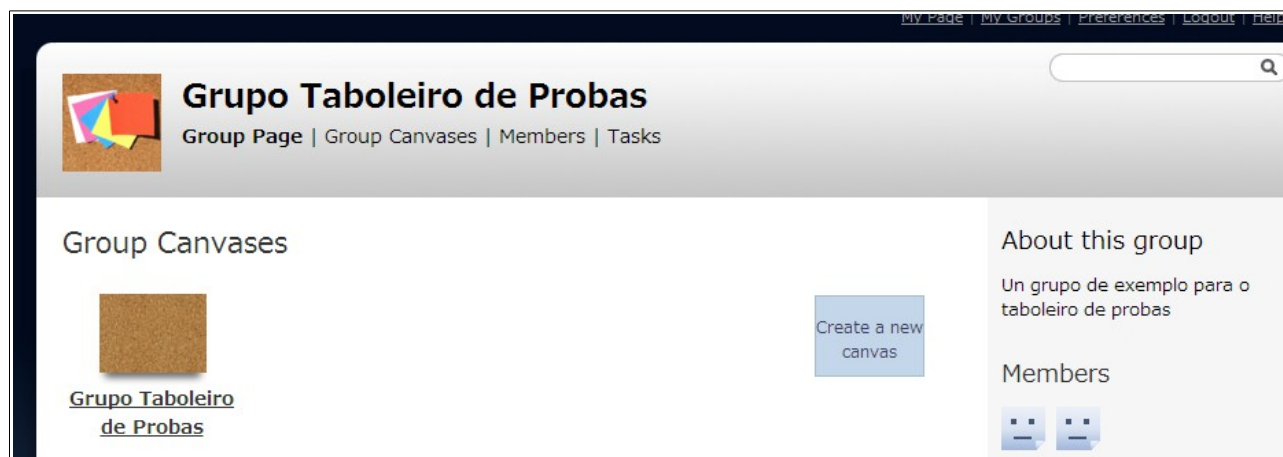 My Page | My Groups | Preferences | Logout | Help
Grupo Taboleiro de Probas
Group Page | Group Canvases | Members | Tasks
Group Canvases
Grupo Taboleiro
de Probas
Create a new
canvas
About this group
Un grupo de exemplo para o
taboleiro de probas
Members